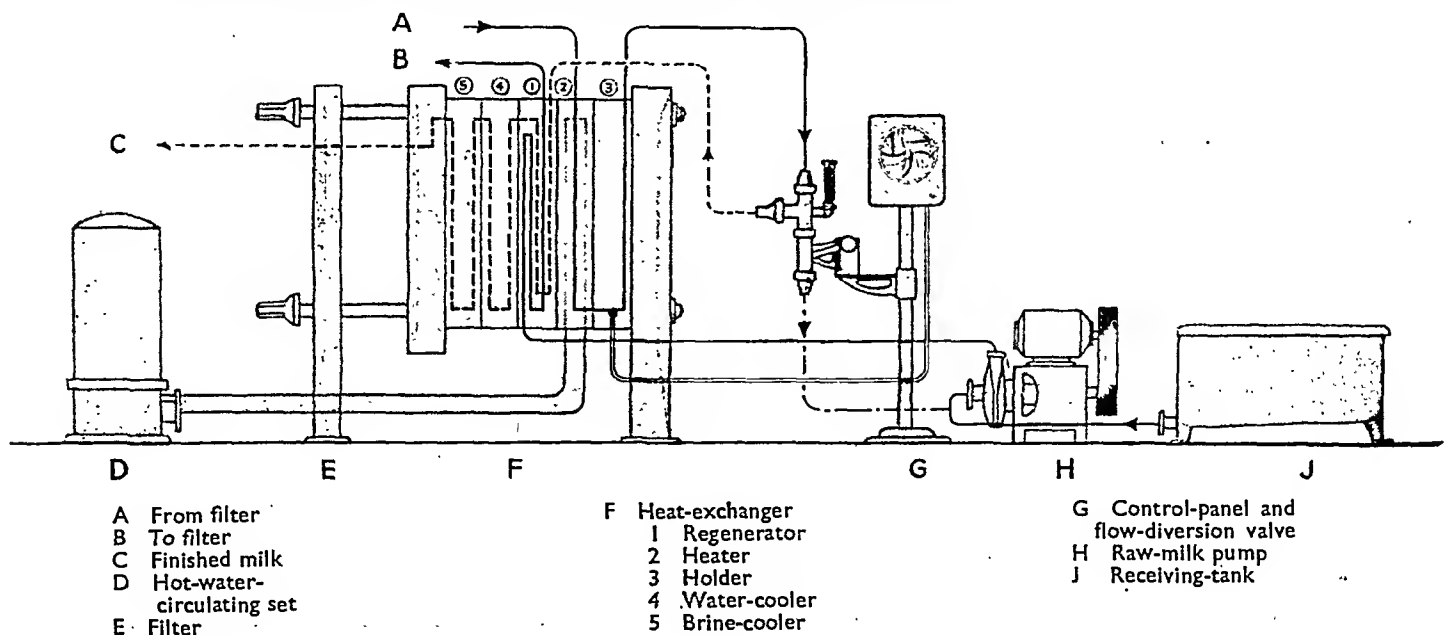 A
B
5 4 1 2 3
C
D E F G H J
A From filter
B To filter
C Finished milk
D Hot-water-
circulating set
E Filter
F Heat-exchanger
1 Regenerator
2 Heater
3 Holder
4 Water-cooler
5 Brine-cooler
G Control-panel and
flow-diversion valve
H Raw-milk pump
J Receiving-tank